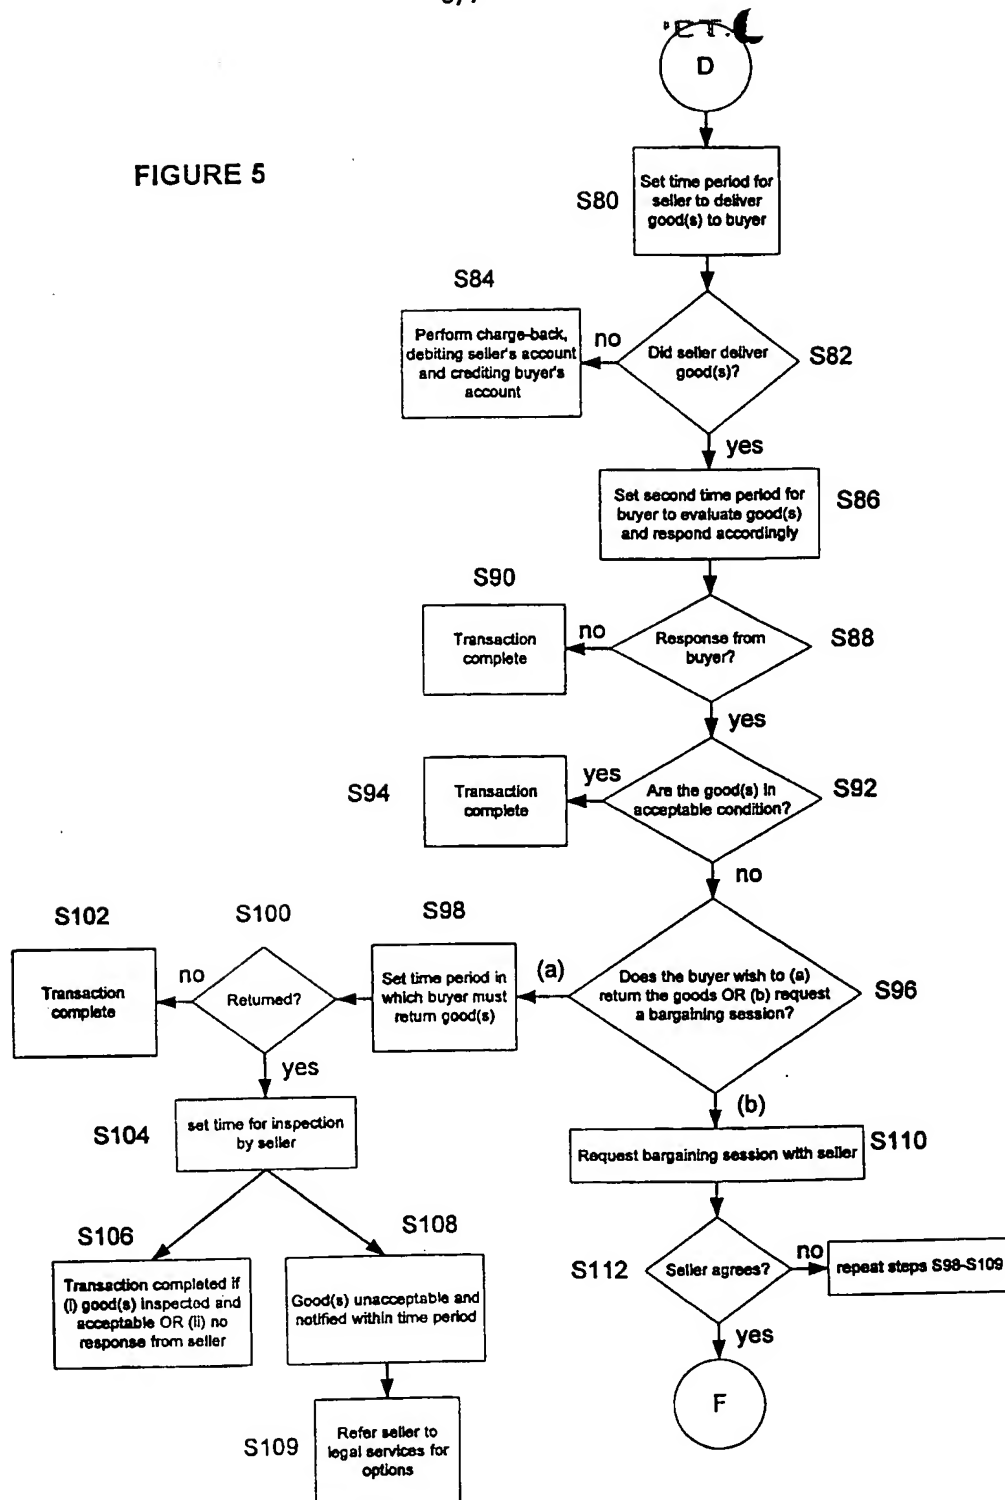 D
FIGURE 5
S80
Set time period for
seller to deliver
good(s) to buyer
S84
Perform charge-back,
debiting seller's account
and crediting buyer's
account
no
Did seller deliver
good(s)?
S82
yes
Set second time period for
buyer to evaluate good(s)
and respond accordingly
S86
S90
Transaction
complete
no
Response from
buyer?
S88
yes
S94
Transaction
complete
yes
Are the good(s) in
acceptable condition?
S92
no
S102
S100
S98
Transaction
complete
no
Returned?
Set time period in
which buyer must
return good(s)
(a)
Does the buyer wish to (a)
return the goods OR (b) request
a bargaining session?
S96
yes
(b)
S104
set time for inspection
by seller
Request bargaining session with seller
S110
S106
S108
Transaction completed if
(i) good(s) inspected and
acceptable OR (ii) no
response from seller
Good(s) unacceptable and
notified within time period
S112
Seller agrees?
no
repeat steps S98-S109
yes
F
S109
Refer seller to
legal services for
options